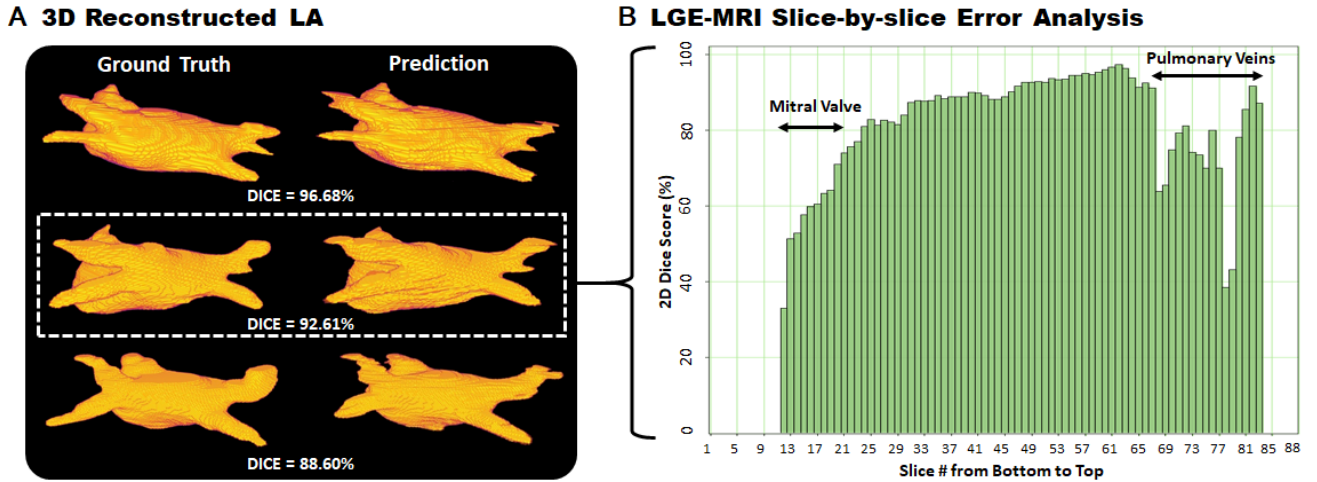 A 3D Reconstructed LA
Ground Truth
Prediction
DICE = 96.68%
DICE = 92.61%
DICE = 88.60%
B LGE-MRI Slice-by-slice Error Analysis
2D Dice Score (%)
100
80
60
40
20
0
Mitral Valve
Pulmonary Veins
1 5 9 13 17 21 25 29 33 37 41 45 49 53 57 61 65 69 73 77 81 85 88
Slice # from Bottom to Top